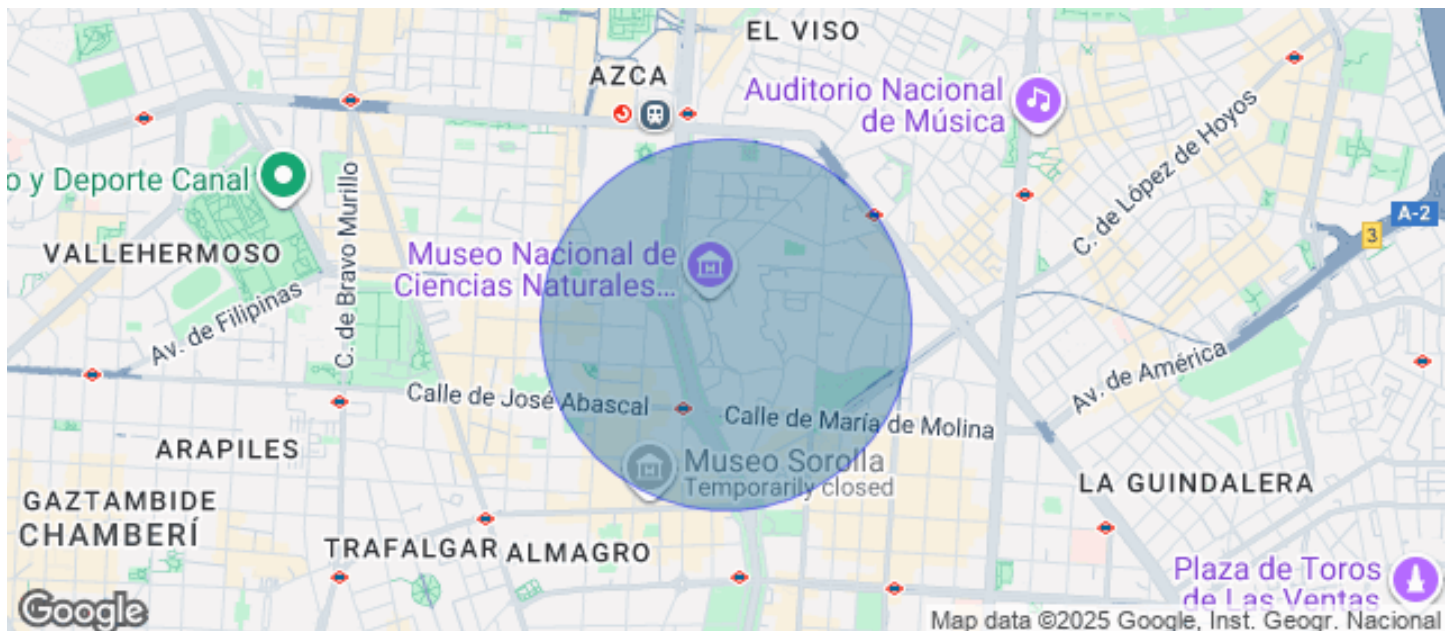 EL VISO
AZCA
Auditorio Nacional
de Música
C. de López de Hoyos
A-2
3
o y Deporte Canal
C. de Bravo Murillo
VALLEHERMOSO
Museo Nacional de
Ciencias Naturales...
Av. de Filipinas
Av. de América
Calle de José Abascal
Calle de María de Molina
ARAPILES
Museo Sorolla
Temporarily closed
LA GUINDALERA
GAZTAMBIDE
CHAMBERÍ
TRAFALGAR
ALMAGRO
Plaza de Toros
de Las Ventas
Google
Map data ©2025 Google, Inst. Geogr. Nacional